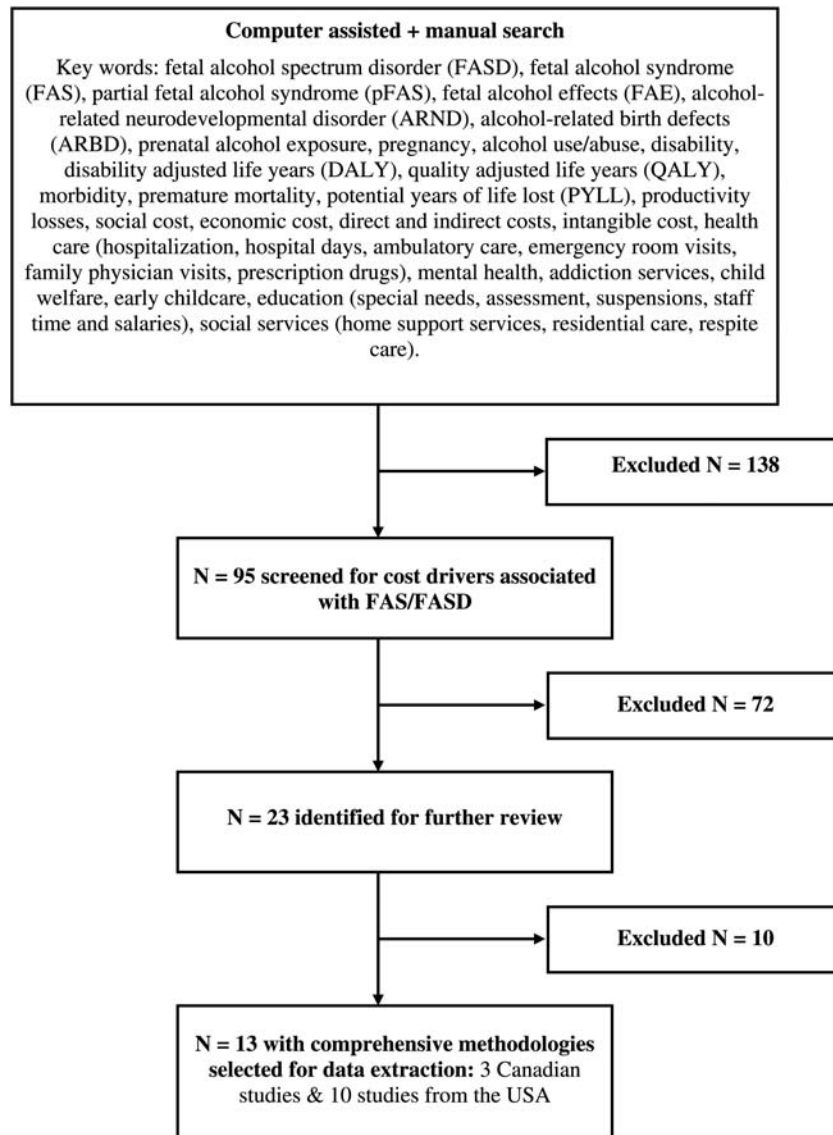 Computer assisted + manual search
Key words: fetal alcohol spectrum disorder (FASD), fetal alcohol syndrome
(FAS), partial fetal alcohol syndrome (pFAS), fetal alcohol effects (FAE), alcohol-
related neurodevelopmental disorder (ARND), alcohol-related birth defects
(ARBD), prenatal alcohol exposure, pregnancy, alcohol use/abuse, disability,
disability adjusted life years (DALY), quality adjusted life years (QALY),
morbidity, premature mortality, potential years of life lost (PYLL), productivity
losses, social cost, economic cost, direct and indirect costs, intangible cost, health
care (hospitalization, hospital days, ambulatory care, emergency room visits,
family physician visits, prescription drugs), mental health, addiction services, child
welfare, early childcare, education (special needs, assessment, suspensions, staff
time and salaries), social services (home support services, residential care, respite
care).
Excluded N = 138
N = 95 screened for cost drivers associated
with FAS/FASD
Excluded N = 72
N = 23 identified for further review
Excluded N = 10
N = 13 with comprehensive methodologies
selected for data extraction: 3 Canadian
studies & 10 studies from the USA